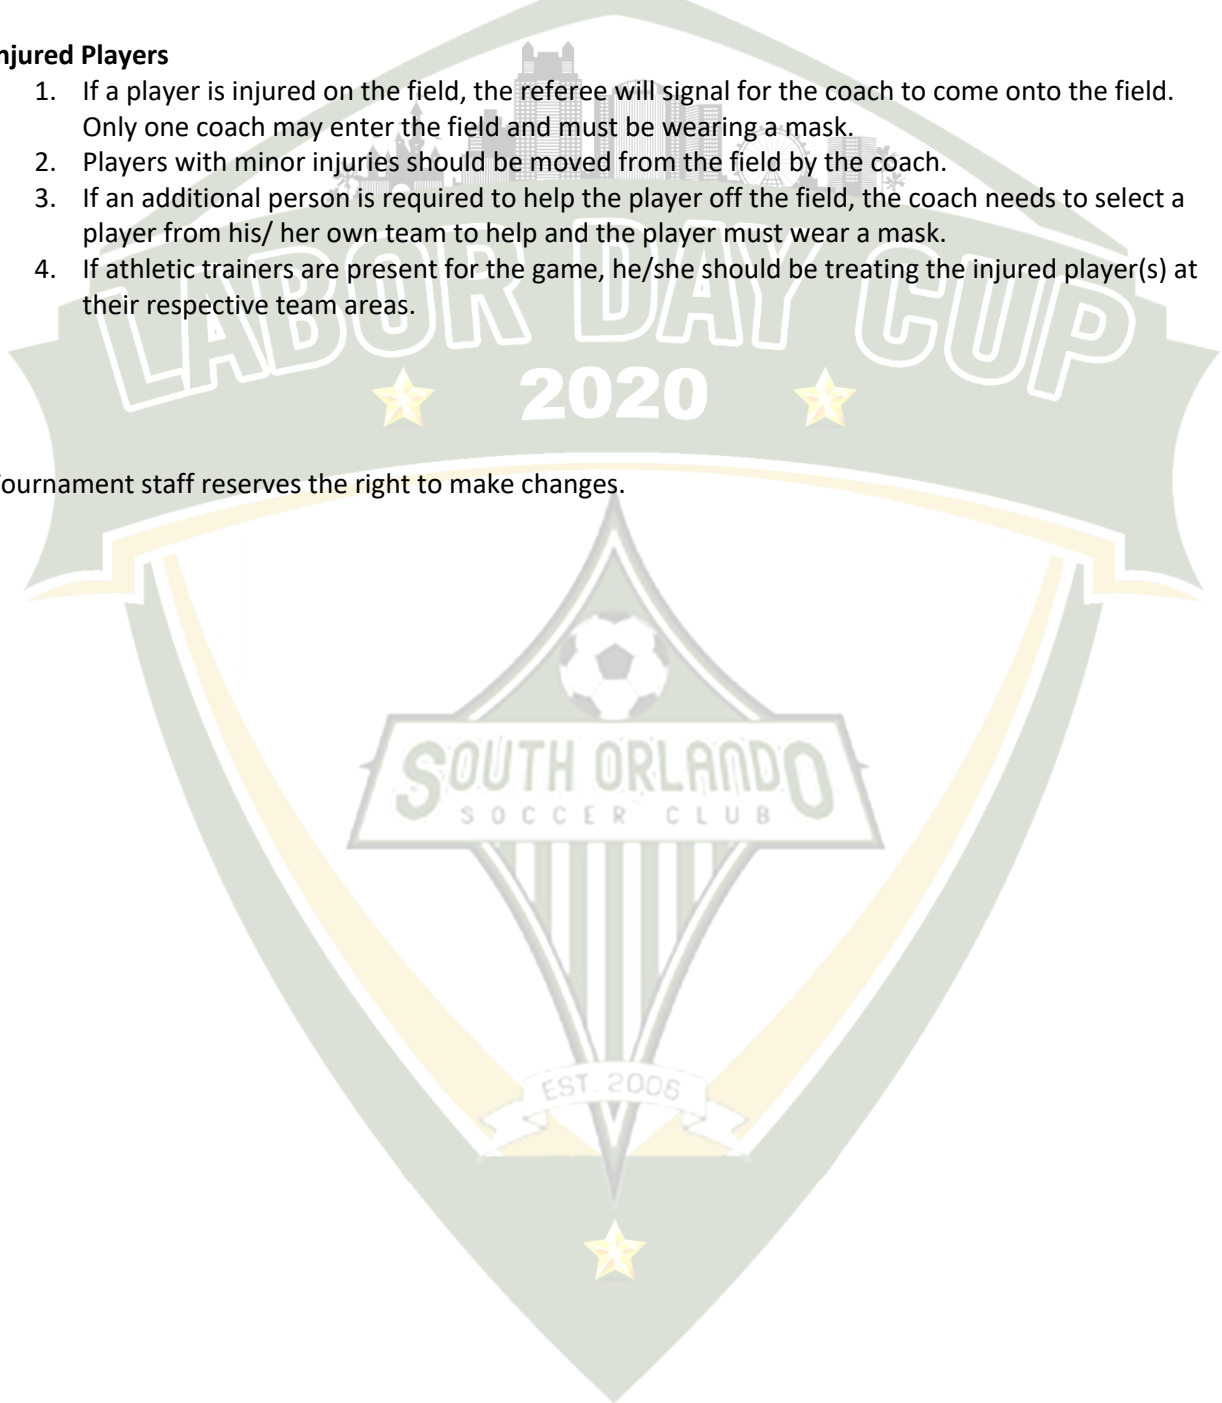 njured Players
1. If a player is injured on the field, the referee will signal for the coach to come onto the field.
Only one coach may enter the field and must be wearing a mask.
2. Players with minor injuries should be moved from the field by the coach.
3. If an additional person is required to help the player off the field, the coach needs to select a
player from his/ her own team to help and the player must wear a mask.
4. If athletic trainers are present for the game, he/she should be treating the injured player(s) at
their respective team areas.
LABOR DAY CUP
2020
ournament staff reserves the right to make changes.
SOUTH ORLANDO
SOCCER CLUB
EST. 2006